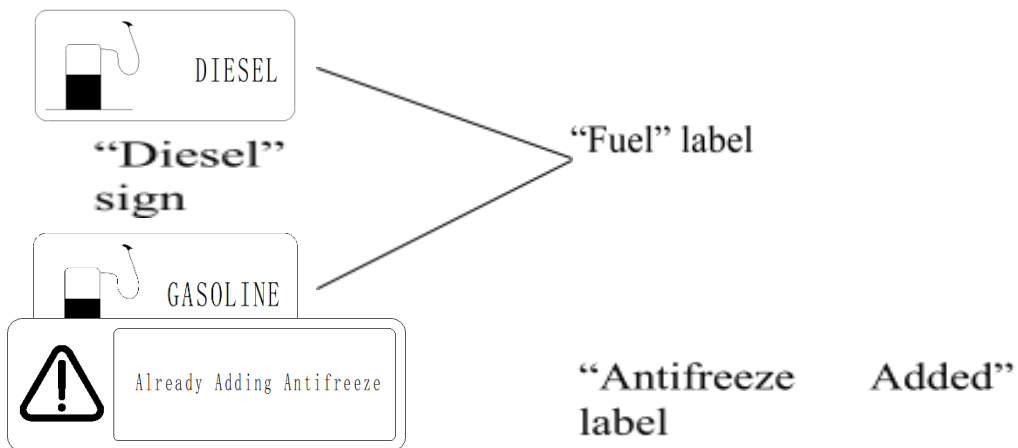 DIESEL
“Fuel” label
“Diesel”
sign
GASOLINE
Already Adding Antifreeze
“Antifreeze Added”
label